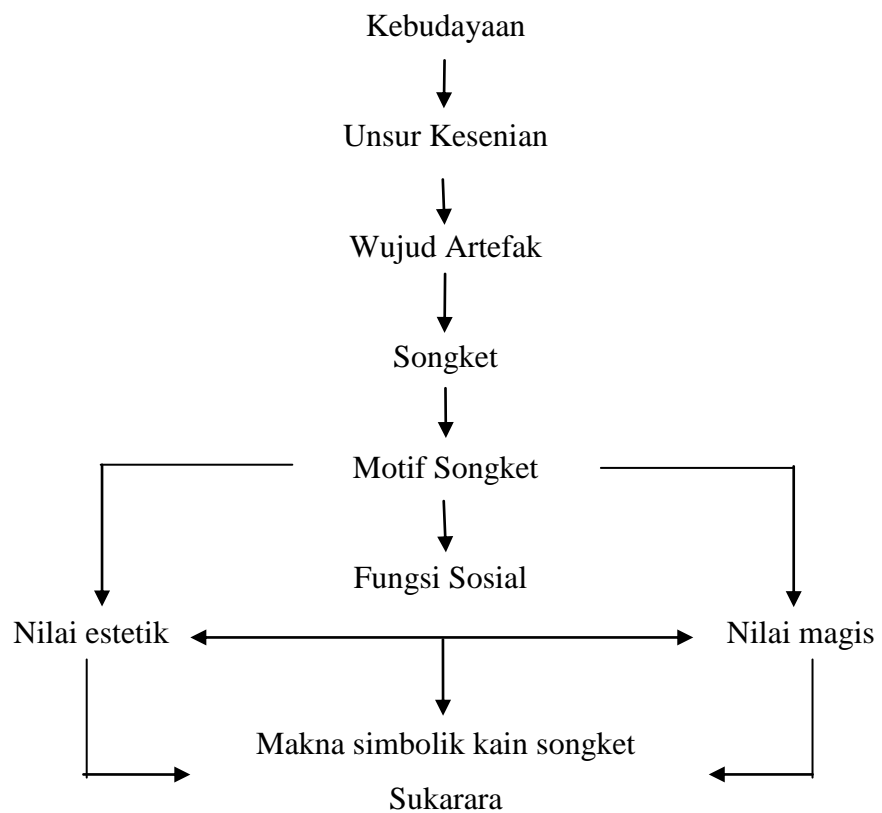 Kebudayaan
Unsur Kesenian
Wujud Artefak
Songket
Motif Songket
Fungsi Sosial
Nilai estetik
Nilai magis
Makna simbolik kain songket
Sukarara